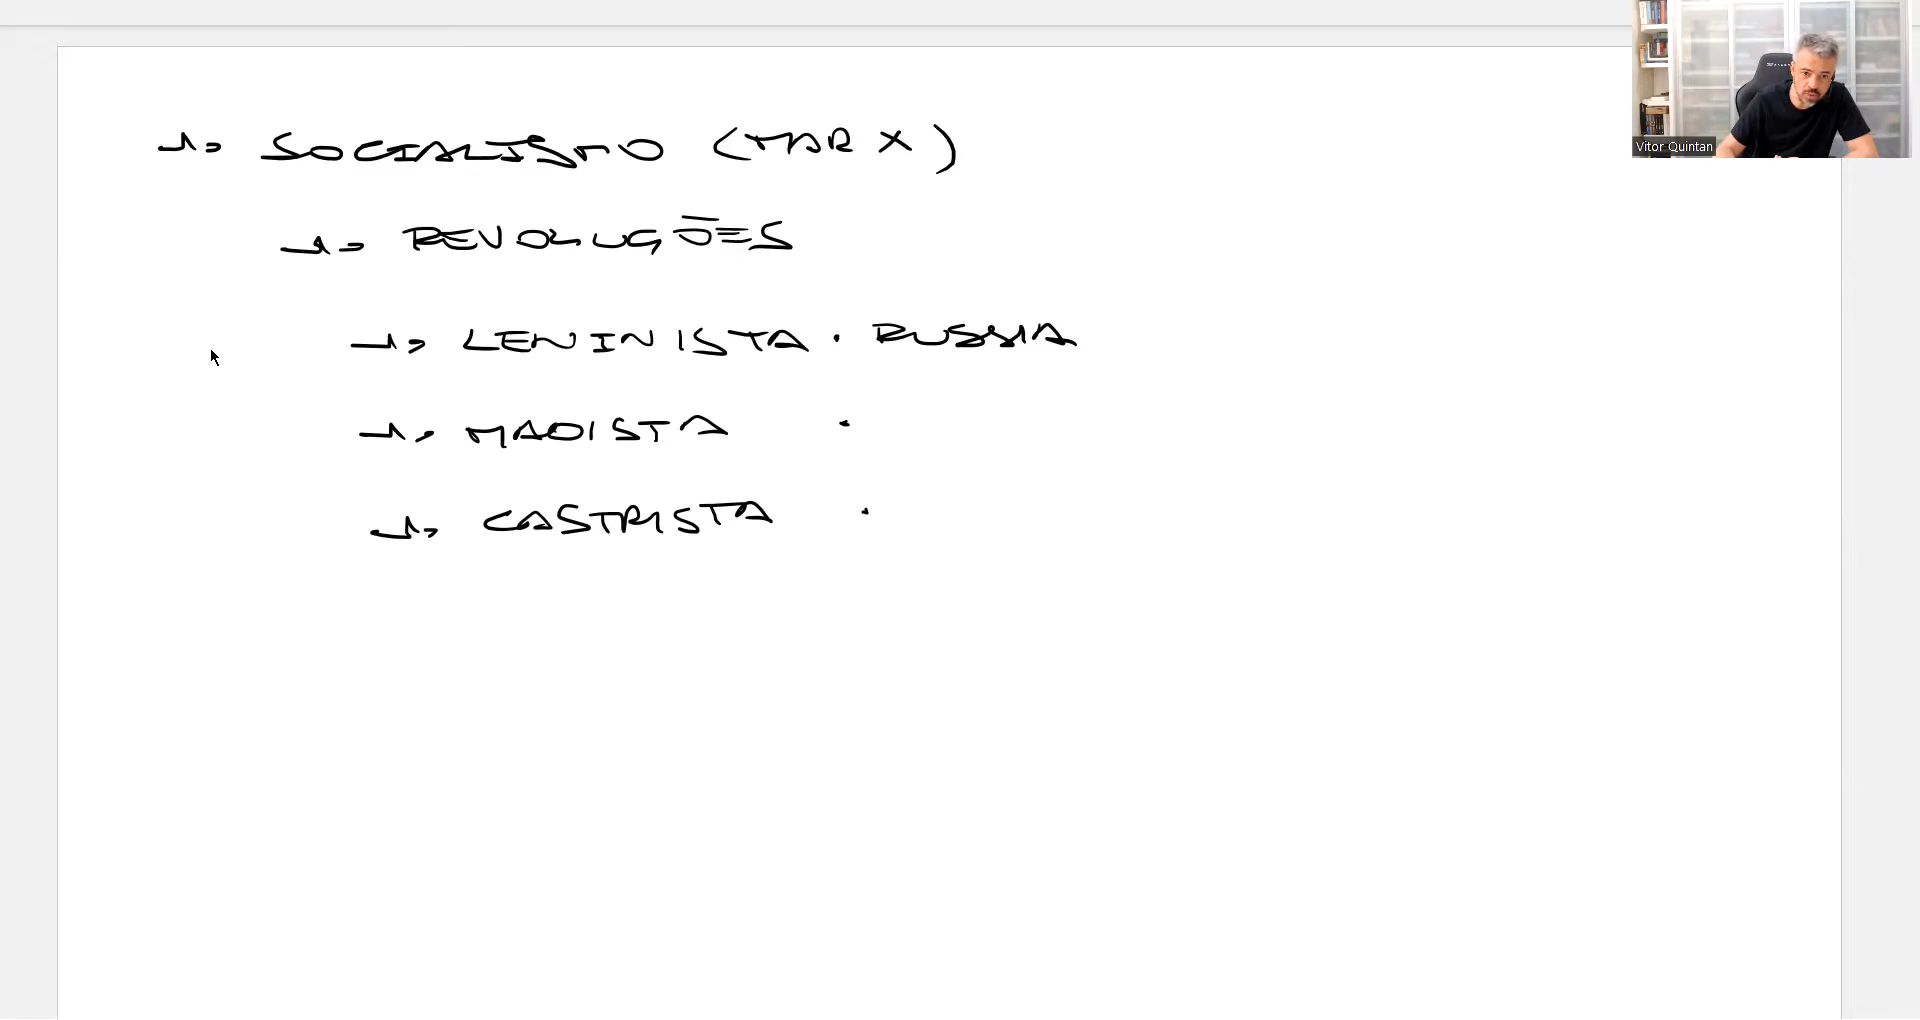 → SOCIALISMO (MARX)
→ REVOLUÇÕES
→ LENINISTA · RUSSIA
→ MAOISTA ·
→ CASTRISTA ·
Vitor Quintan